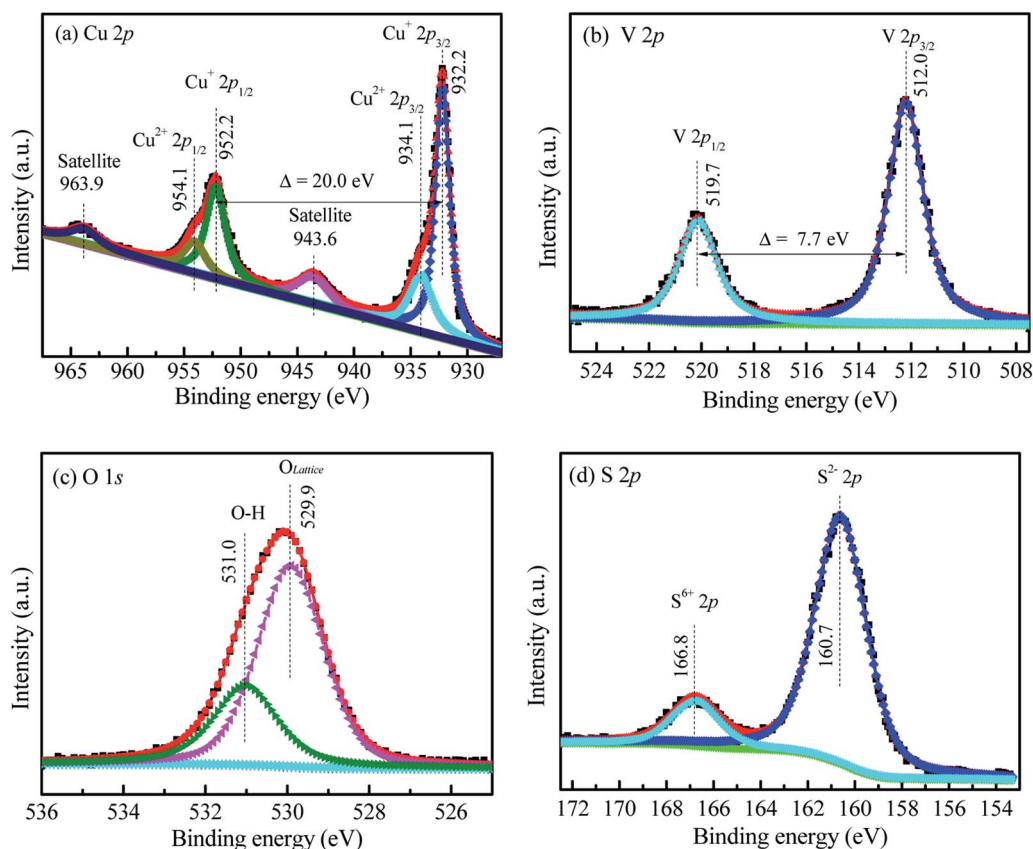 (a) Cu 2p
Cu⁺ 2p₃/₂
932.2
Cu⁺ 2p₁/₂
952.2
Cu²⁺ 2p₃/₂
934.1
Cu²⁺ 2p₁/₂
954.1
Satellite
963.9
Δ = 20.0 eV
Satellite
943.6
Intensity (a.u.)
965 960 955 950 945 940 935 930
Binding energy (eV)
(b) V 2p
V 2p₃/₂
512.0
V 2p₁/₂
519.7
Δ = 7.7 eV
Intensity (a.u.)
524 522 520 518 516 514 512 510 508
Binding energy (eV)
(c) O 1s
OLattice
529.9
O-H
531.0
Intensity (a.u.)
536 534 532 530 528 526
Binding energy (eV)
(d) S 2p
S²⁻ 2p
160.7
S⁶⁺ 2p
166.8
Intensity (a.u.)
172 170 168 166 164 162 160 158 156 154
Binding energy (eV)